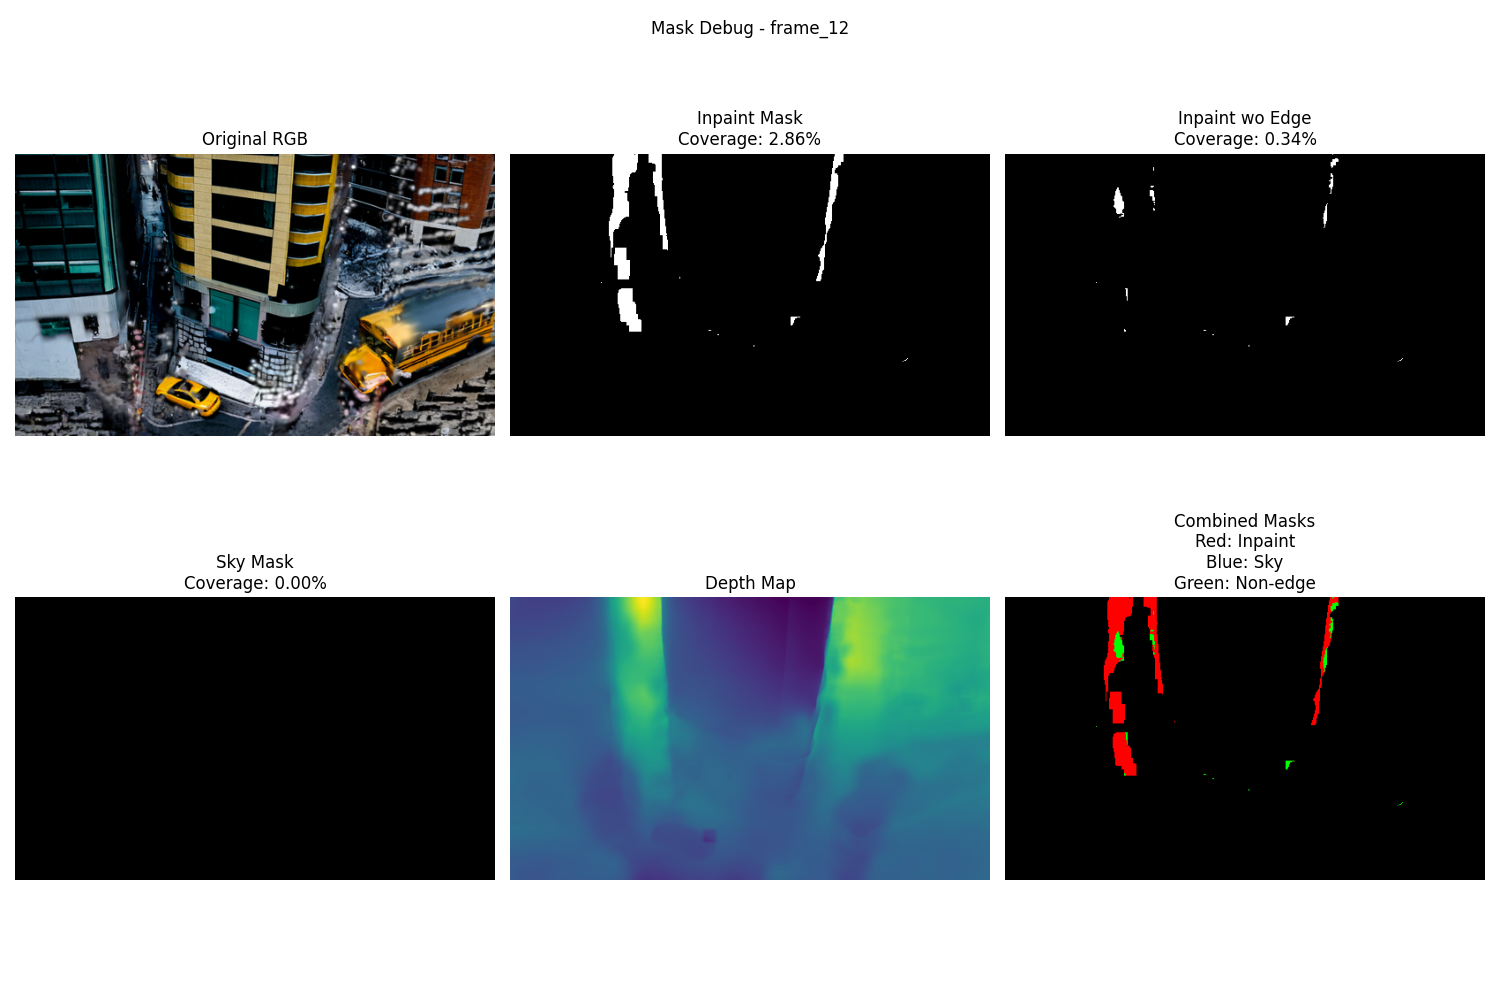 Mask Debug - frame_12
Original RGB
Inpaint Mask
Coverage: 2.86%
Inpaint wo Edge
Coverage: 0.34%
Sky Mask
Coverage: 0.00%
Depth Map
Combined Masks
Red: Inpaint
Blue: Sky
Green: Non-edge